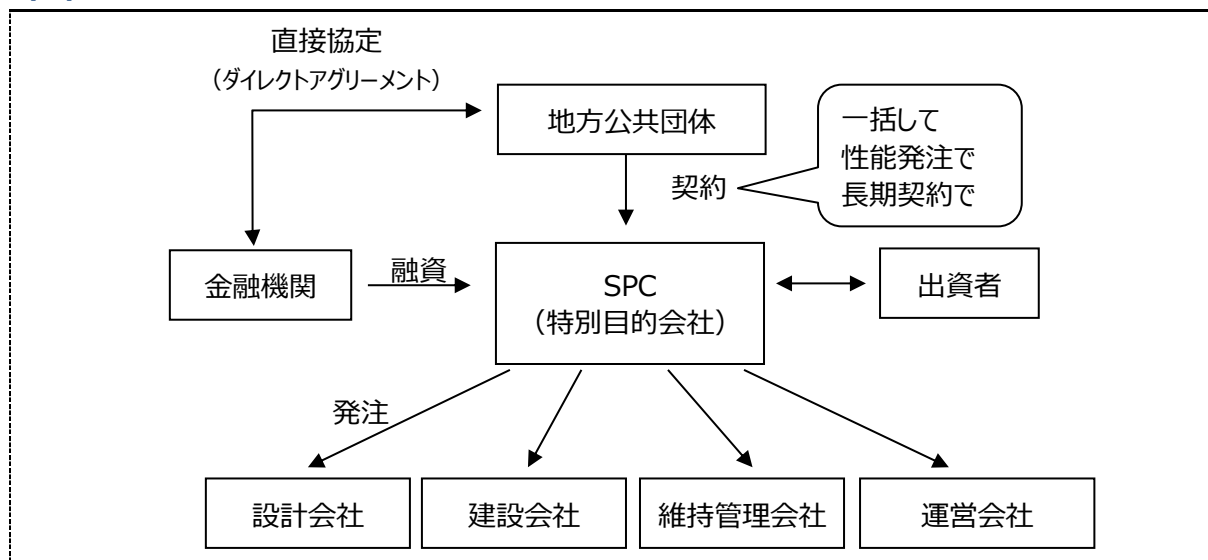 直接協定
（ダイレクトアグリーメント）
地方公共団体
一括して
性能発注で
長期契約で
契約
金融機関
融資
SPC
（特別目的会社）
出資者
発注
設計会社
建設会社
維持管理会社
運営会社